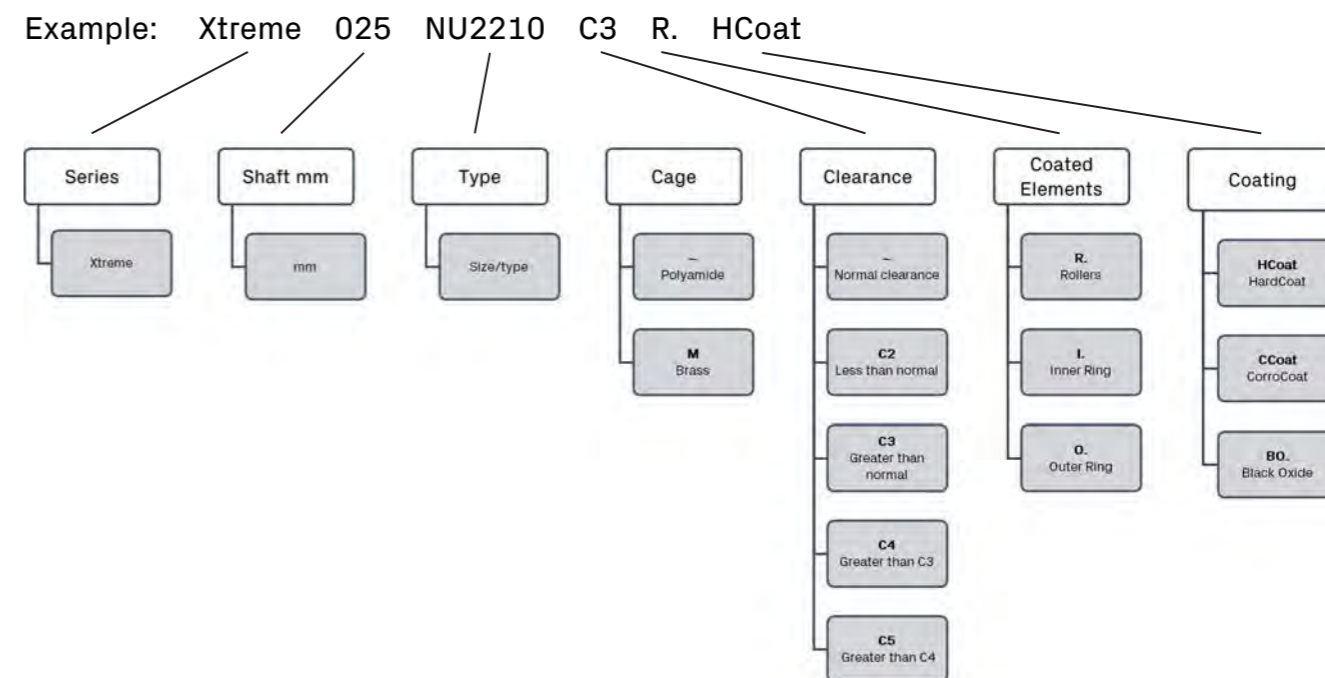 Example: Xtreme 025 NU2210 C3 R. HCoat
Series
Xtreme
Shaft mm
mm
Type
Size/type
Cage
–
Polyamide
M
Brass
Clearance
–
Normal clearance
C2
Less than normal
C3
Greater than
normal
C4
Greater than C3
C5
Greater than C4
Coated
Elements
R.
Rollers
I.
Inner Ring
O.
Outer Ring
Coating
HCoat
HardCoat
CCoat
CorroCoat
BO.
Black Oxide